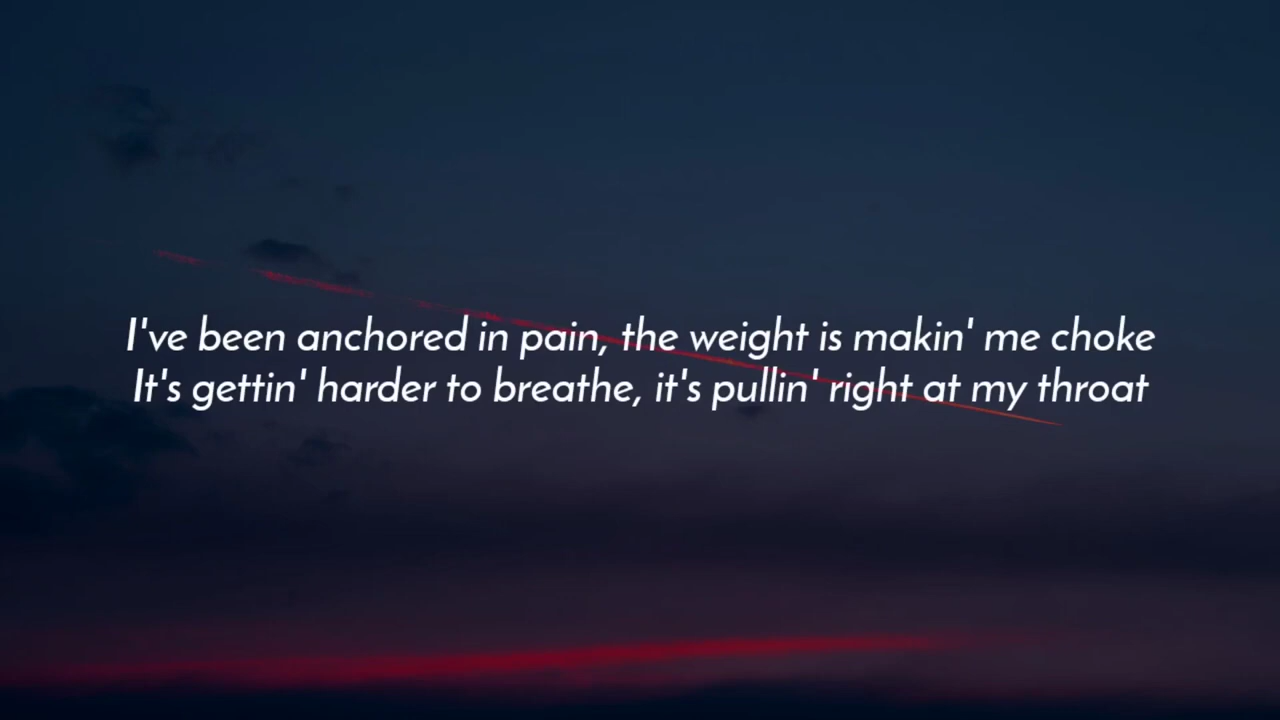 I've been anchored in pain, the weight is makin' me choke
It's gettin' harder to breathe, it's pullin' right at my throat